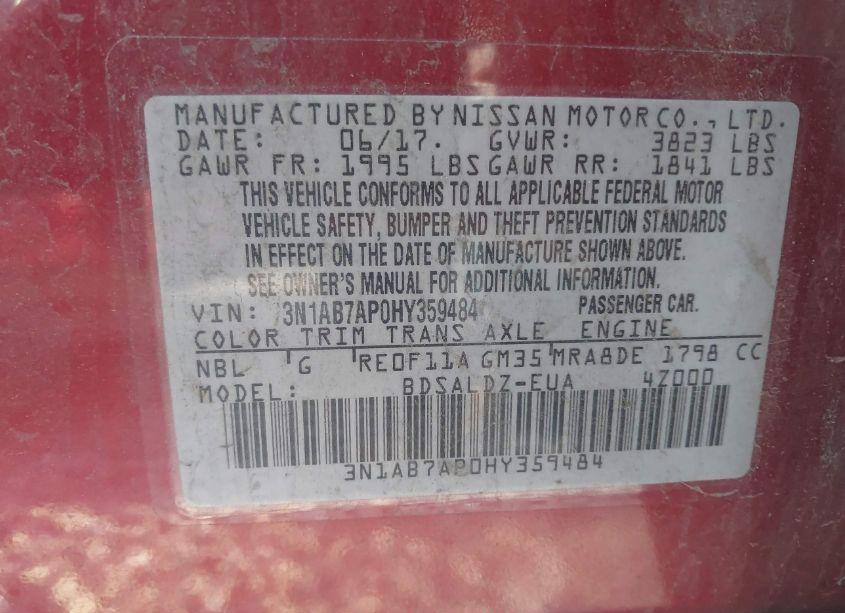 MANUFACTURED BY NISSAN MOTOR CO., LTD.
DATE: 06/17. GVWR: 3823 LBS
GAWR FR: 1995 LBS GAWR RR: 1841 LBS
THIS VEHICLE CONFORMS TO ALL APPLICABLE FEDERAL MOTOR
VEHICLE SAFETY, BUMPER AND THEFT PREVENTION STANDARDS
IN EFFECT ON THE DATE OF MANUFACTURE SHOWN ABOVE.
SEE OWNER'S MANUAL FOR ADDITIONAL INFORMATION.
VIN: 3N1AB7AP0HY359484 PASSENGER CAR.
COLOR TRIM TRANS AXLE ENGINE
NBL G RE0F11A GM35 MRA8DE 1798 CC
MODEL: BDSALDZ-EUA 4Z000
3N1AB7AP0HY359484